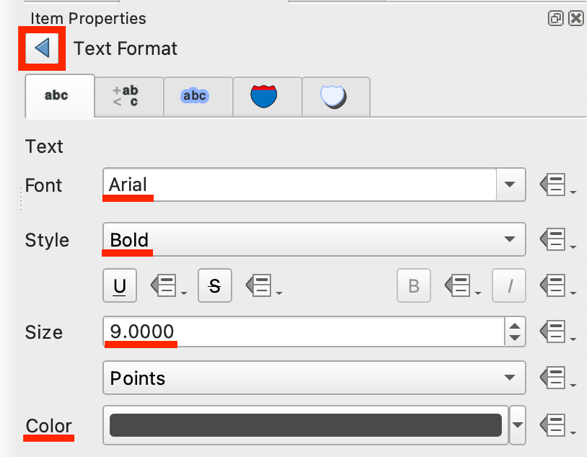 Item Properties
Text Format
abc
+ab
< c
abc
Text
Font Arial
Style Bold
U S B I
Size 9.0000
Points
Color